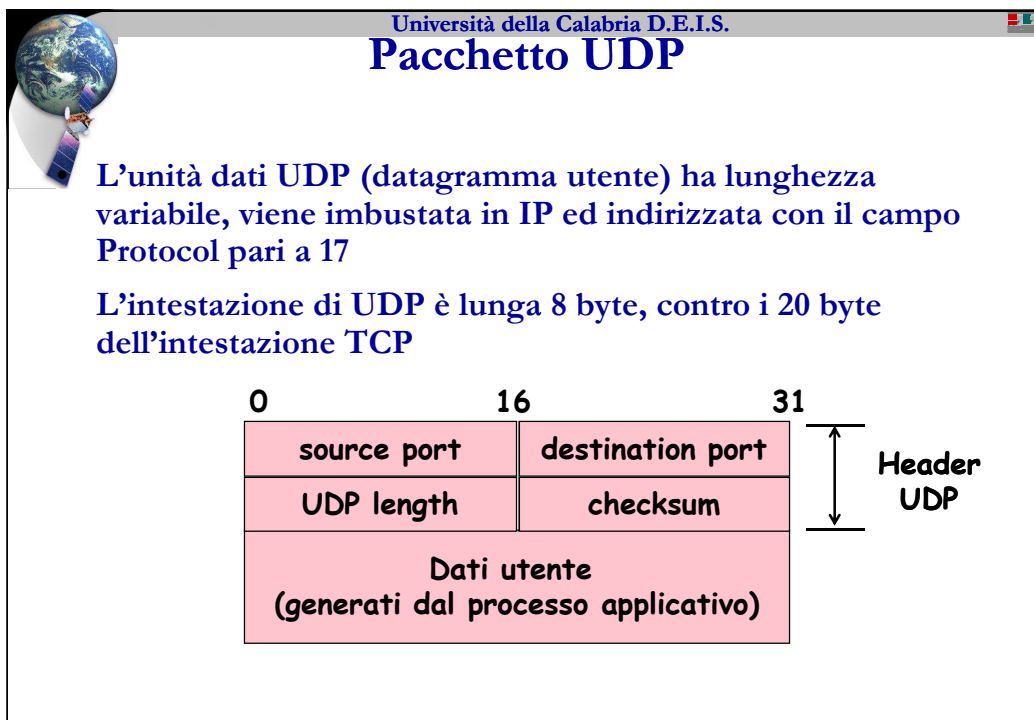 Università della Calabria D.E.I.S.
Pacchetto UDP
L’unità dati UDP (datagramma utente) ha lunghezza
variabile, viene imbustata in IP ed indirizzata con il campo
Protocol pari a 17
L’intestazione di UDP è lunga 8 byte, contro i 20 byte
dell’intestazione TCP
0 16 31
source port destination port
UDP length checksum
Header
UDP
Dati utente
(generati dal processo applicativo)